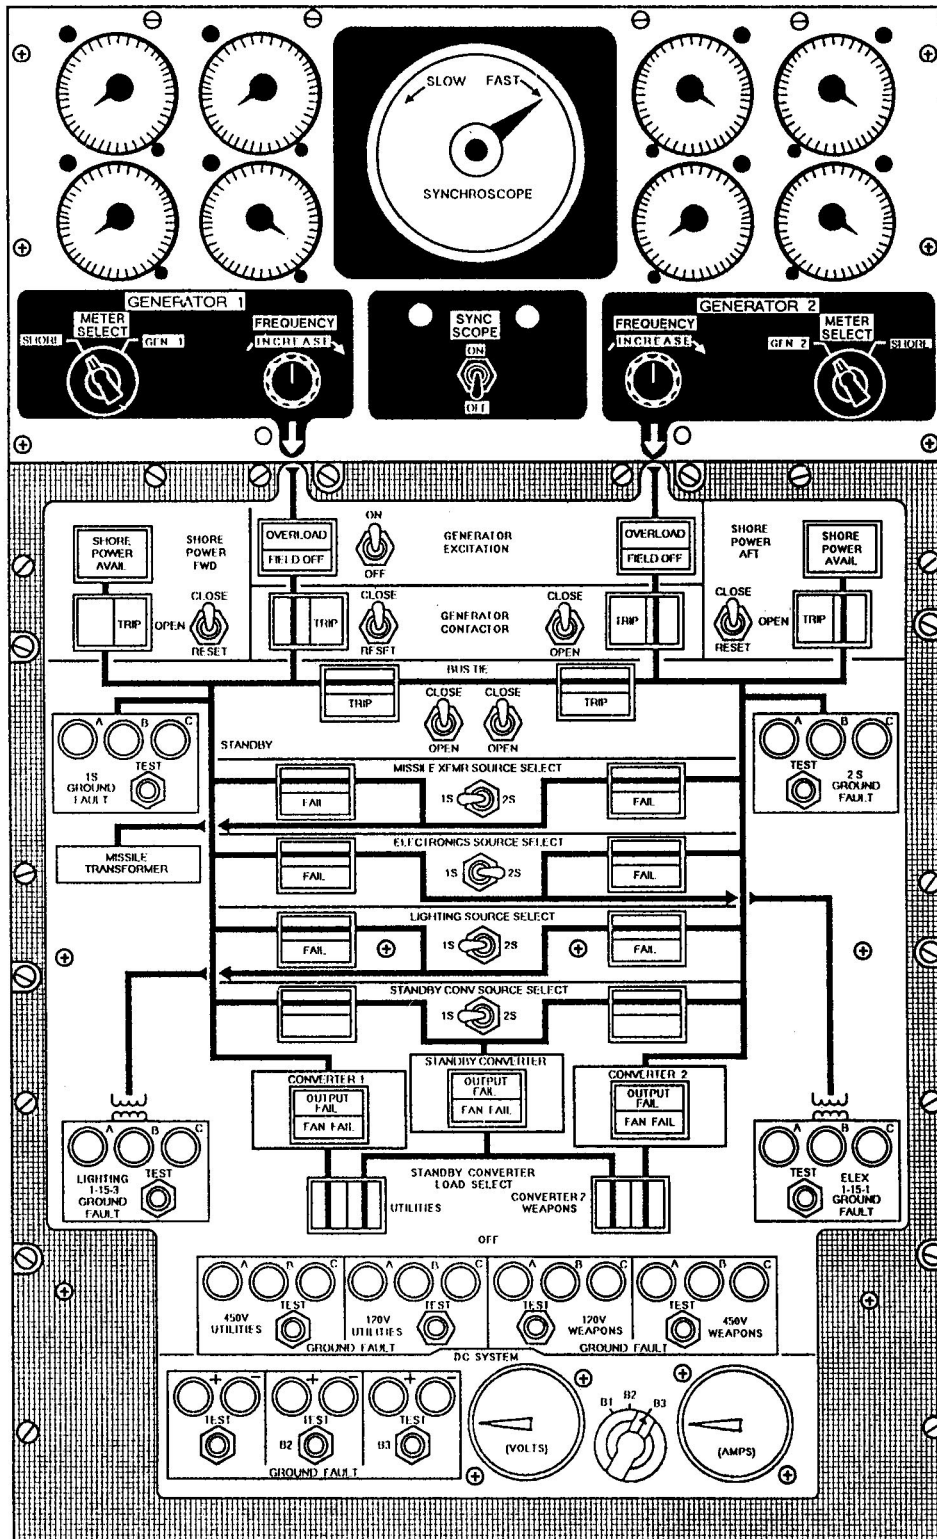 SLOW FAST
SYNCHROSCOPE
GENERATOR 1
METER
SELECT
SHORE
GEN 1
FREQUENCY
INCREASE
SYNC
SCOPE
ON
OFF
GENERATOR 2
FREQUENCY
INCREASE
METER
SELECT
GEN 2
SHORE
SHORE
POWER
AVAIL
SHORE
POWER
FWD
OVERLOAD
FIELD OFF
ON
OFF
GENERATOR
EXCITATION
OVERLOAD
FIELD OFF
SHORE
POWER
AFT
SHORE
POWER
AVAIL
TRIP
OPEN
CLOSE
RESET
TRIP
CLOSE
RESET
GENERATOR
CONTACTOR
CLOSE
OPEN
TRIP
CLOSE
RESET
OPEN
TRIP
BUS TIE
TRIP
CLOSE
OPEN
CLOSE
OPEN
TRIP
A B C
1S
GROUND
FAULT
TEST
STANDBY
A B C
TEST
2S
GROUND
FAULT
MISSILE XFMR SOURCE SELECT
FAIL
1S 2S
FAIL
MISSILE
TRANSFORMER
ELECTRONICS SOURCE SELECT
FAIL
1S 2S
FAIL
LIGHTING SOURCE SELECT
FAIL
1S 2S
FAIL
STANDBY CONV SOURCE SELECT
1S 2S
CONVERTER 1
OUTPUT
FAIL
FAN FAIL
STANDBY CONVERTER
OUTPUT
FAIL
FAN FAIL
CONVERTER 2
OUTPUT
FAIL
FAN FAIL
A B C
LIGHTING
1-15-3
GROUND
FAULT
TEST
STANDBY CONVERTER
LOAD SELECT
UTILITIES
CONVERTER 2
WEAPONS
A B C
TEST
ELEX
1-15-1
GROUND
FAULT
OFF
A B C
450V
UTILITIES
TEST
A B C
120V
UTILITIES
TEST
GROUND FAULT
A B C
TEST
120V
WEAPONS
A B C
TEST
450V
WEAPONS
GROUND FAULT
DC SYSTEM
+ -
TEST
+ -
TEST
B2
+ -
TEST
B3
GROUND FAULT
(VOLTS)
B1 B2 B3
(AMPS)